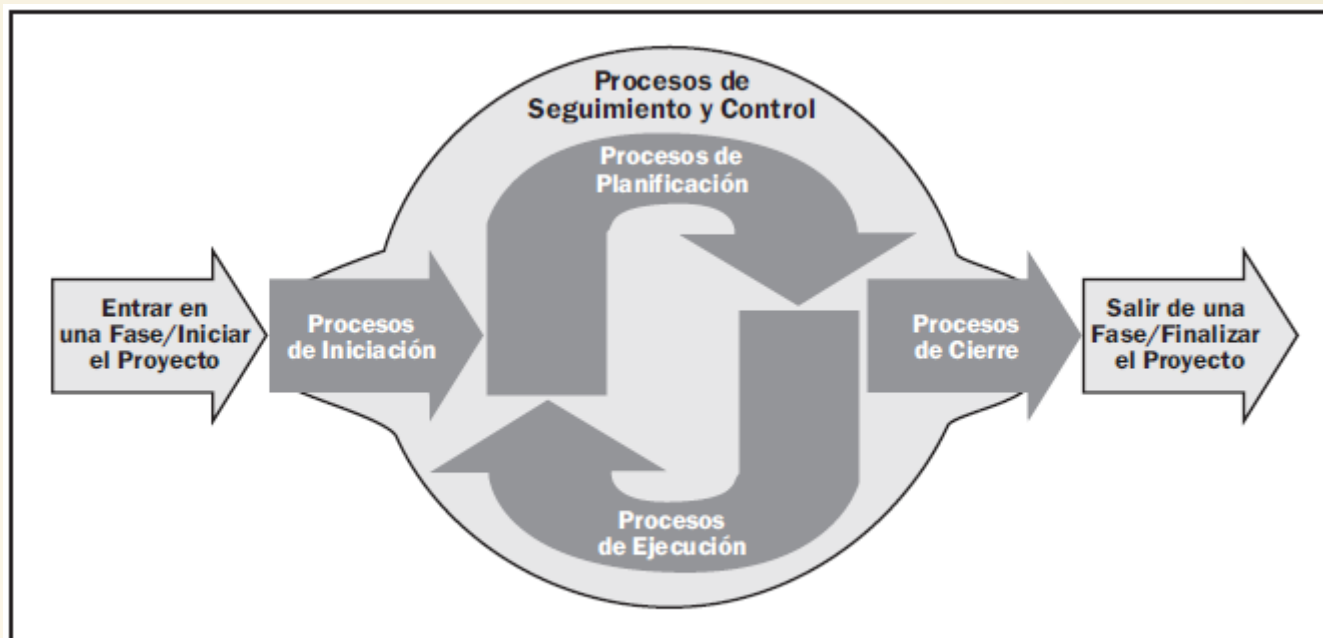 Procesos de
Seguimiento y Control
Procesos de
Planificación
Entrar en
una Fase/Iniciar
el Proyecto
Procesos
de Iniciación
Procesos
de Cierre
Salir de una
Fase/Finalizar
el Proyecto
Procesos
de Ejecución